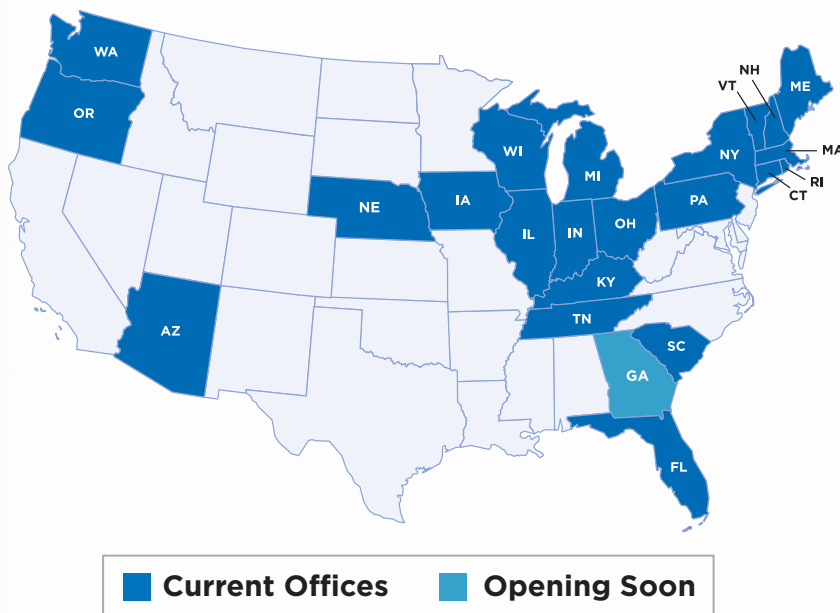 WA
OR
NE
AZ
IA
WI
IL
MI
IN
OH
KY
TN
SC
GA
FL
PA
NY
VT
NH
ME
MA
RI
CT
Current Offices
Opening Soon